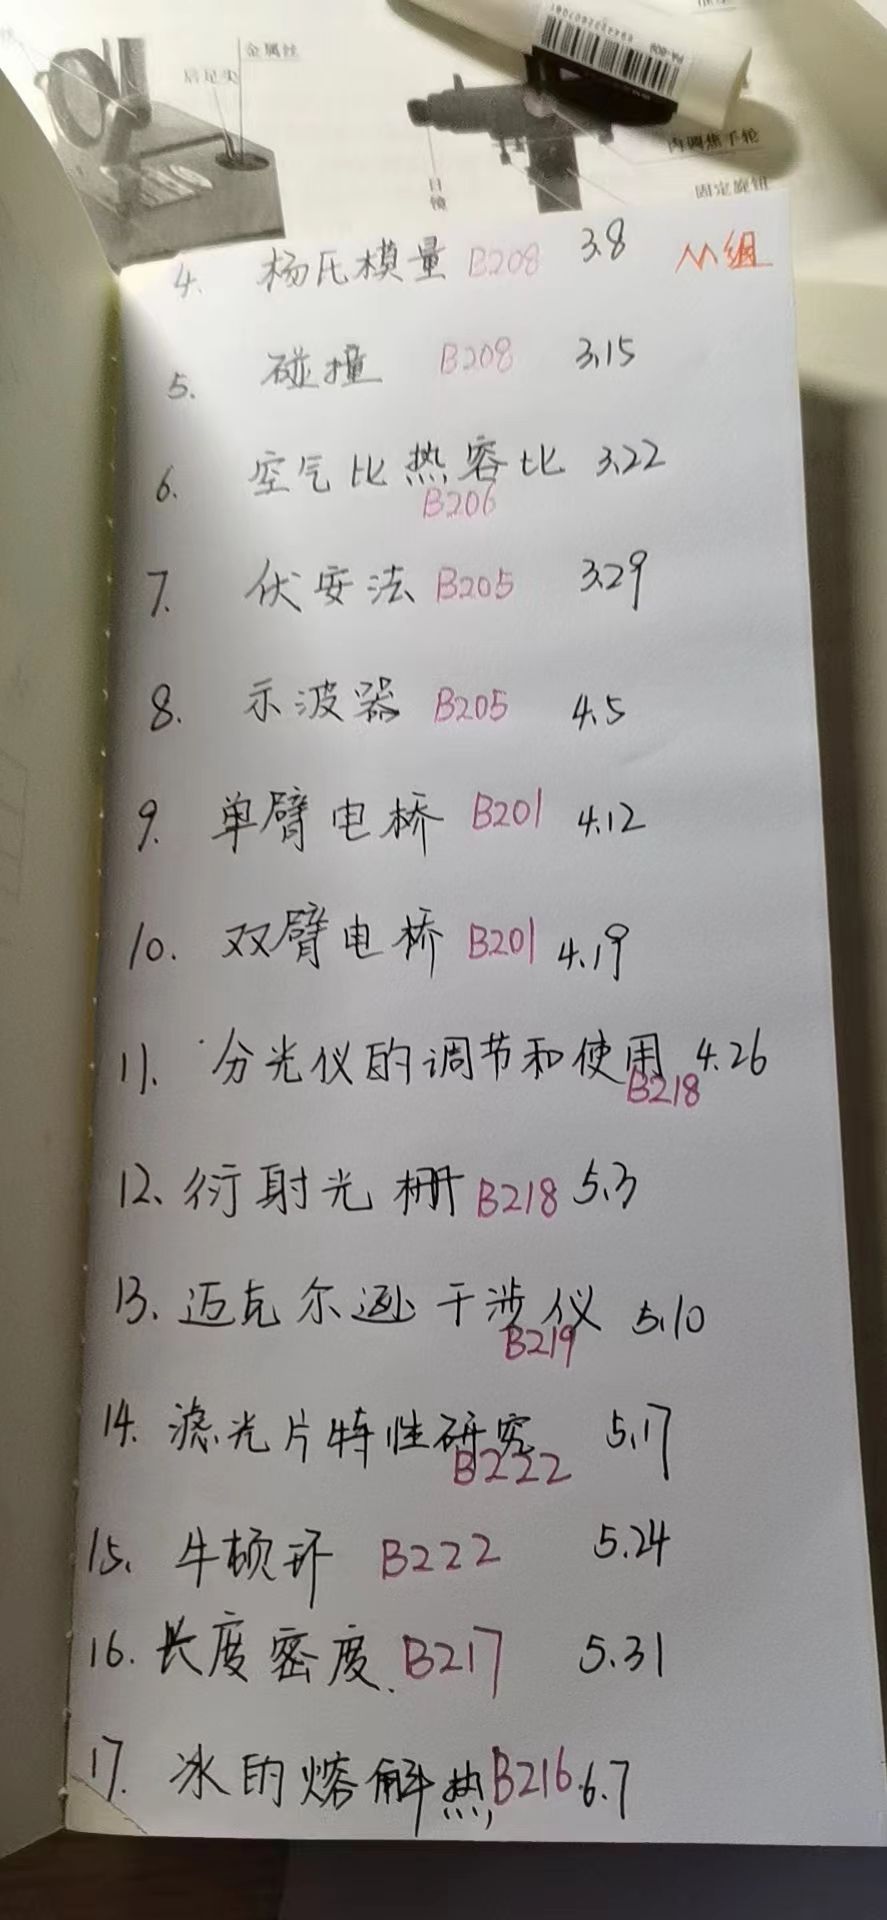 金属丝
后足尖
目镜
内调焦手轮
固定旋钮
4. 杨氏模量 B208 3.8
组
5. 碰撞 B208 3.15
6. 空气比热容比 3.22
B206
7. 伏安法 B205 3.29
8. 示波器 B205 4.5
9. 单臂电桥 B201 4.12
10. 双臂电桥 B201 4.19
11. 分光仪的调节和使用 4.26
B218
12. 衍射光栅 B218 5.3
13. 迈克尔逊干涉仪 5.10
B219
14. 滤光片特性研究 5.17
B222
15. 牛顿环 B222 5.24
16. 长度密度. B217 5.31
17. 冰的熔解热 B216 6.7